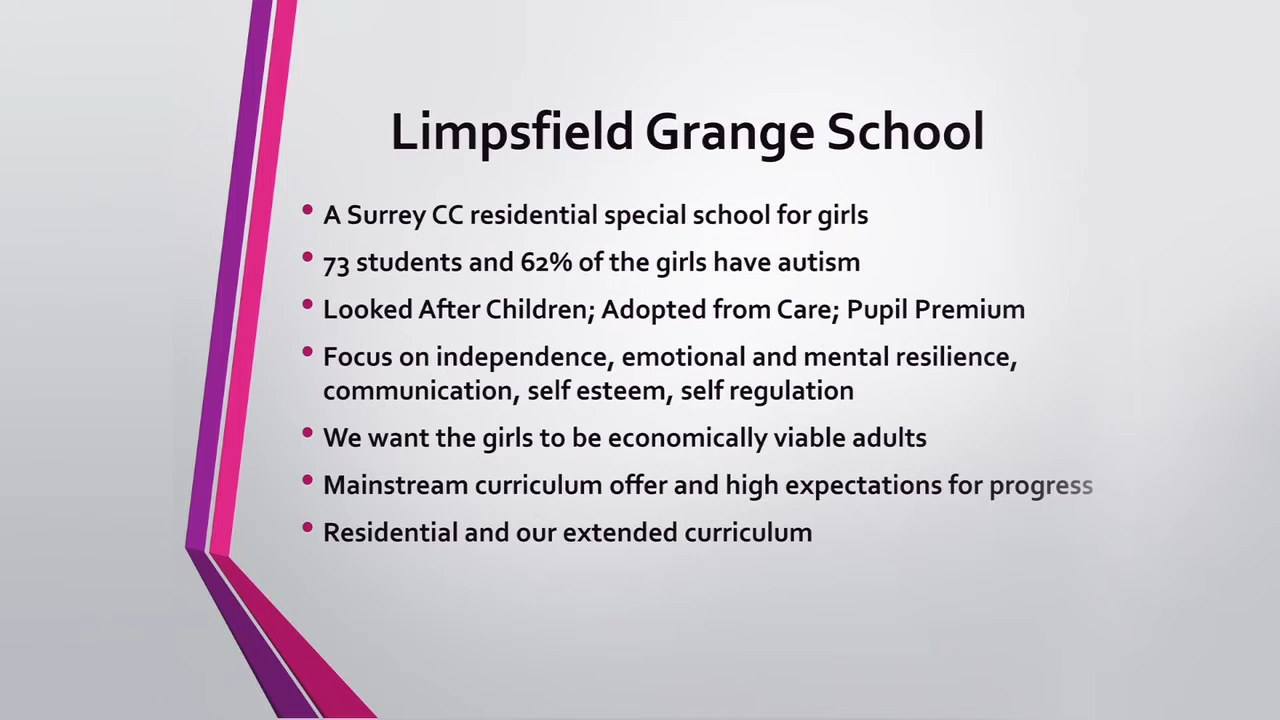 Limpsfield Grange School
• A Surrey CC residential special school for girls
• 73 students and 62% of the girls have autism
• Looked After Children; Adopted from Care; Pupil Premium
• Focus on independence, emotional and mental resilience,
communication, self esteem, self regulation
• We want the girls to be economically viable adults
• Mainstream curriculum offer and high expectations for progress
• Residential and our extended curriculum